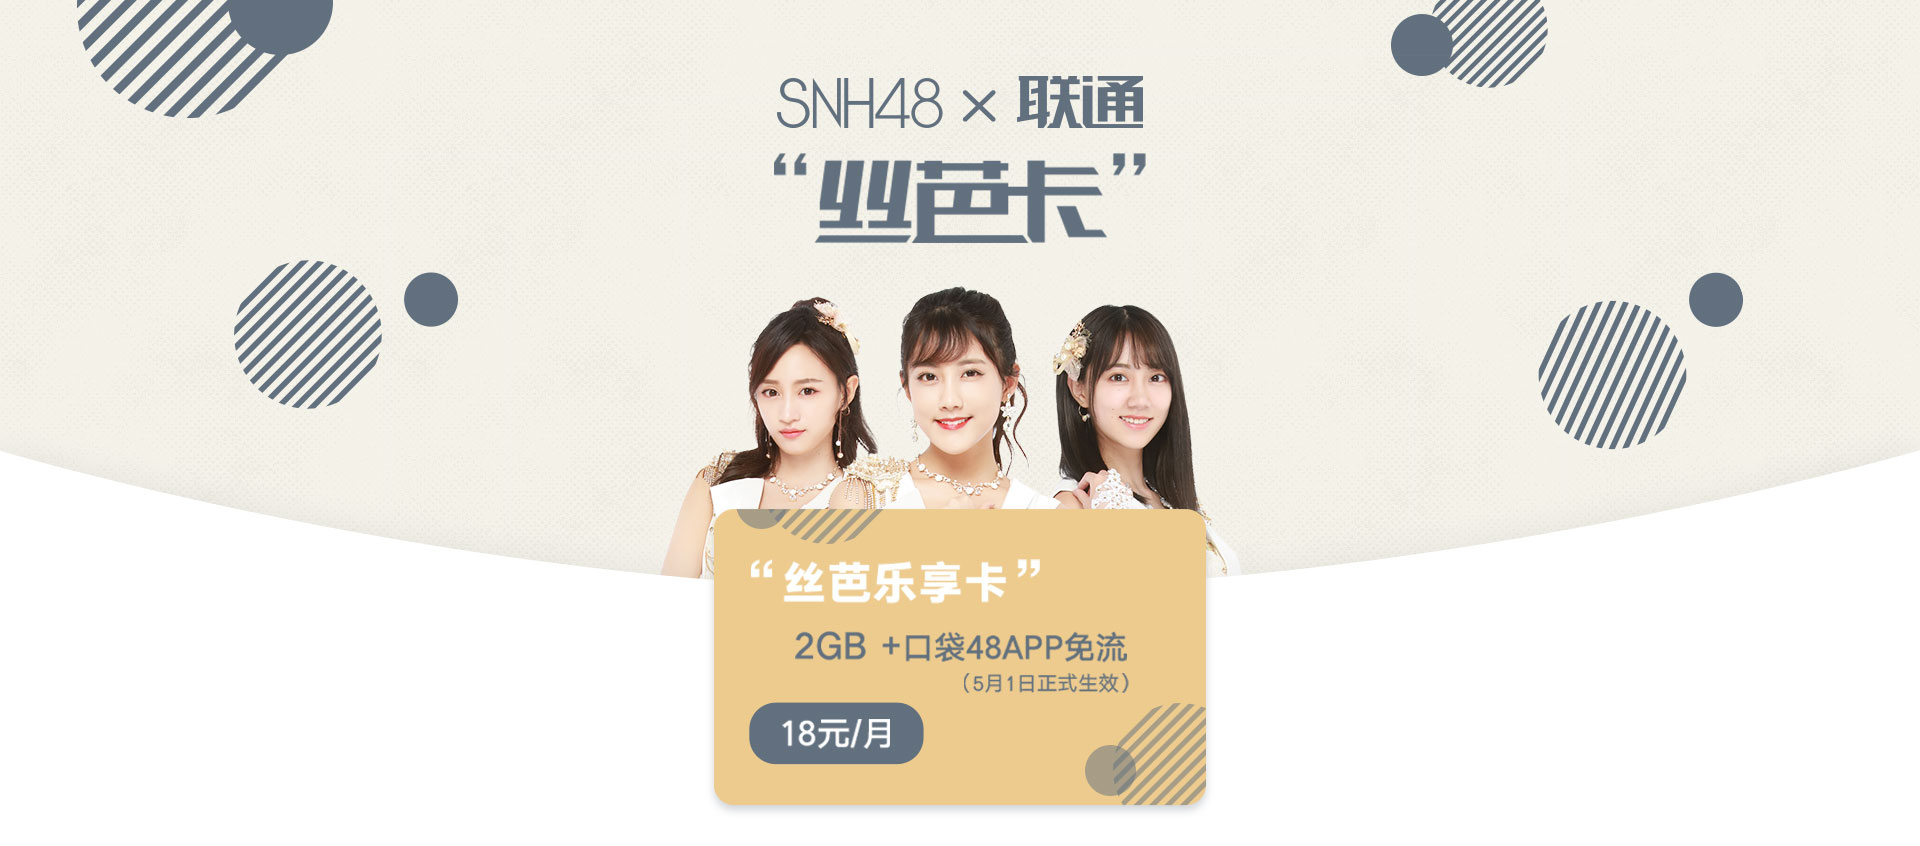 SNH48 × 联通
“丝芭卡”
“丝芭乐享卡”
2GB +口袋48APP免流
（5月1日正式生效）
18元/月